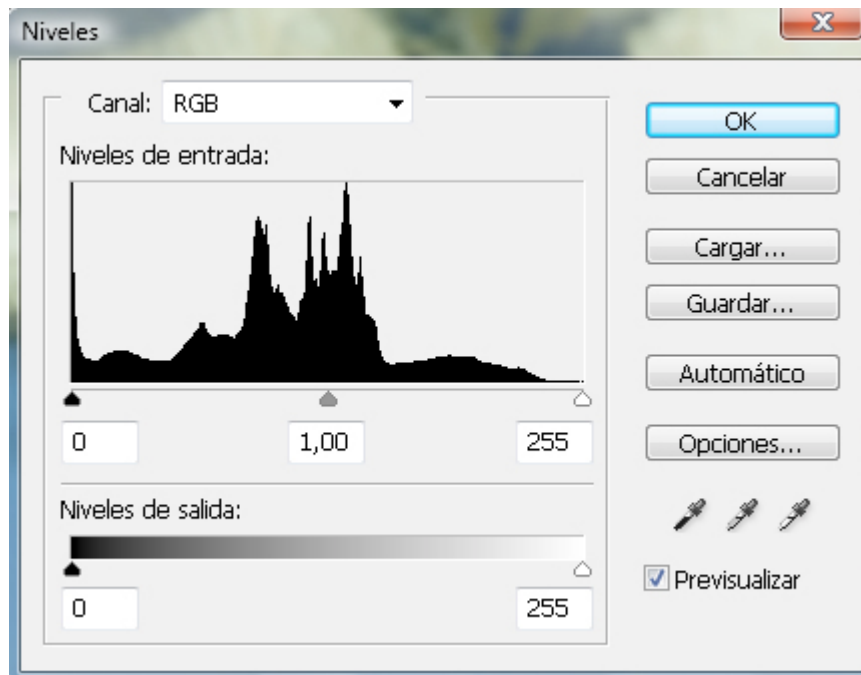 Niveles
Canal: RGB
Niveles de entrada:
0 1,00 255
Niveles de salida:
0 255
OK
Cancelar
Cargar...
Guardar...
Automático
Opciones...
Previsualizar